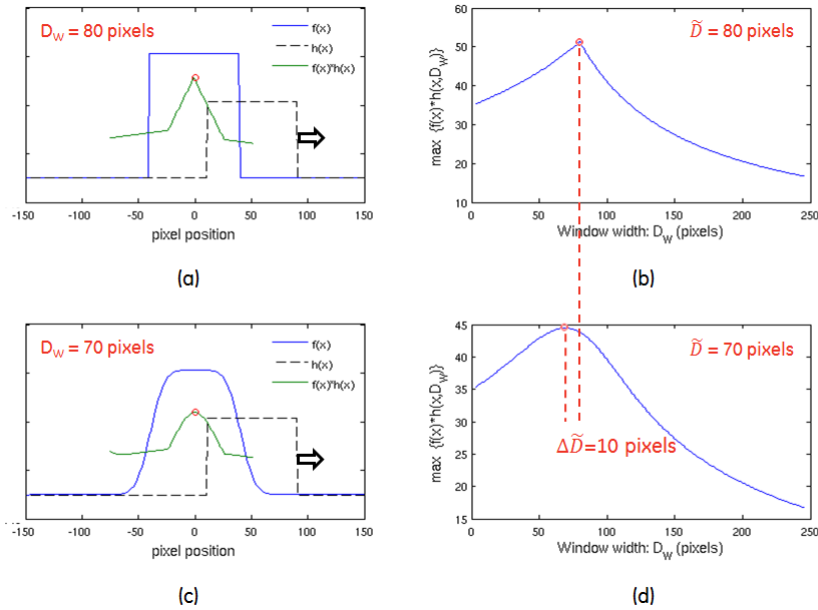 D_W = 80 pixels
f(x)
h(x)
f(x)*h(x)
-150 -100 -50 0 50 100 150
pixel position
(a)
60
50
40
30
20
10
max {f(x)*h(x,D_W)}
D̃ = 80 pixels
0 50 100 150 200 250
Window width: D_W (pixels)
(b)
D_W = 70 pixels
f(x)
h(x)
f(x)*h(x)
-150 -100 -50 0 50 100 150
pixel position
(c)
45
40
35
30
25
20
15
max {f(x)*h(x,D_W)}
D̃ = 70 pixels
ΔD̃=10 pixels
0 50 100 150 200 250
Window width: D_W (pixels)
(d)